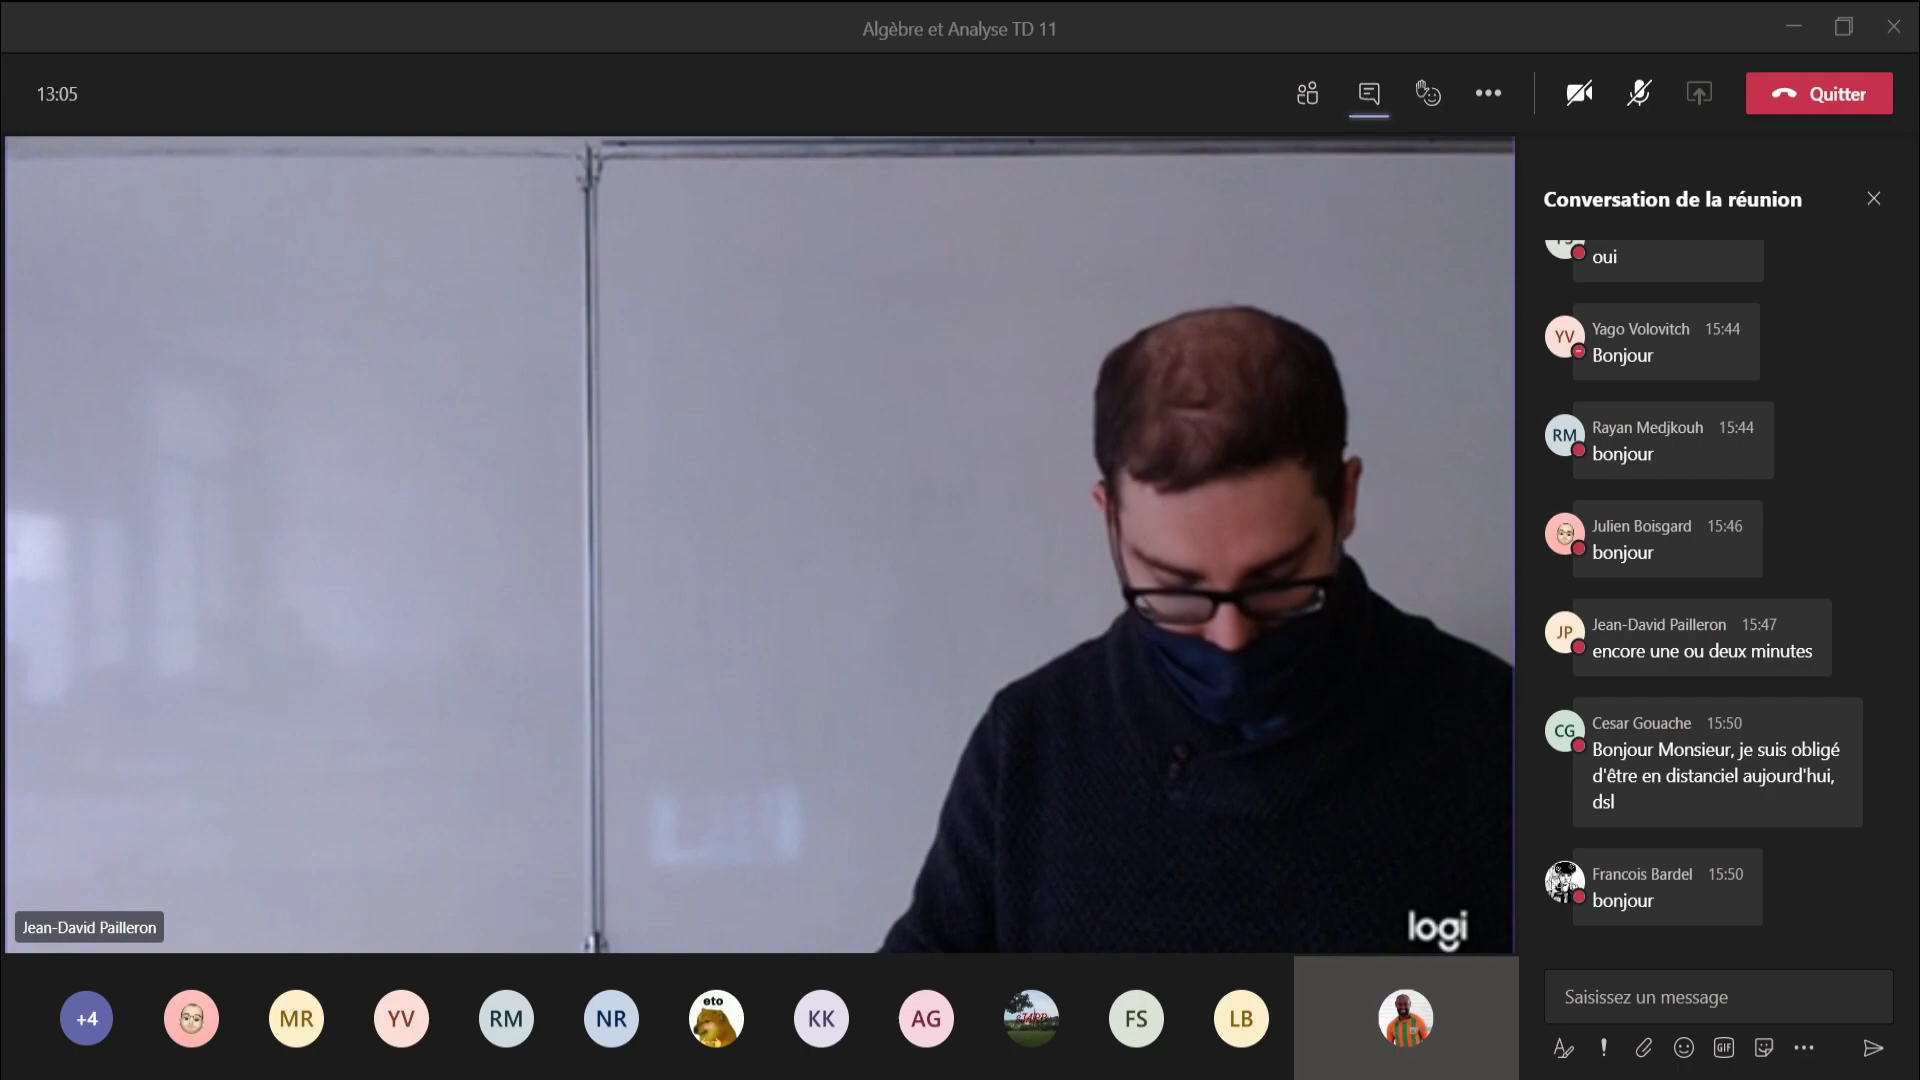 Algèbre et Analyse TD 11
13:05
Quitter
Conversation de la réunion
oui
YV
Yago Volovitch 15:44
Bonjour
RM
Rayan Medjkouh 15:44
bonjour
Julien Boisgard 15:46
bonjour
JP
Jean-David Pailleron 15:47
encore une ou deux minutes
CG
Cesar Gouache 15:50
Bonjour Monsieur, je suis obligé
d'être en distanciel aujourd'hui,
dsl
Francois Bardel 15:50
bonjour
Jean-David Pailleron
logi
+4
MR
YV
RM
NR
eto
KK
AG
FS
LB
Saisissez un message
GIF